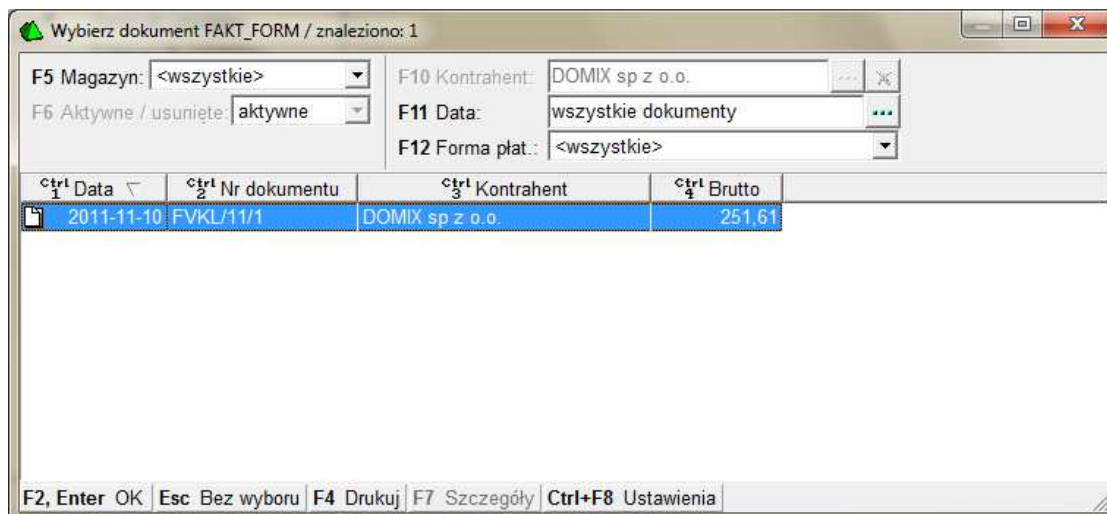 Wybierz dokument FAKT_FORM / znaleziono: 1
F5 Magazyn: <wszystkie>
F10 Kontrahent: DOMIX sp z o.o. ...
F6 Aktywne / usunięte: aktywne
F11 Data: wszystkie dokumenty ...
F12 Forma płat.: <wszystkie>
Ctrl 1 Data Ctrl 2 Nr dokumentu Ctrl 3 Kontrahent Ctrl 4 Brutto
2011-11-10 FVKL/11/1 DOMIX sp z o.o. 251,61
F2, Enter OK Esc Bez wyboru F4 Drukuj F7 Szczegóły Ctrl+F8 Ustawienia